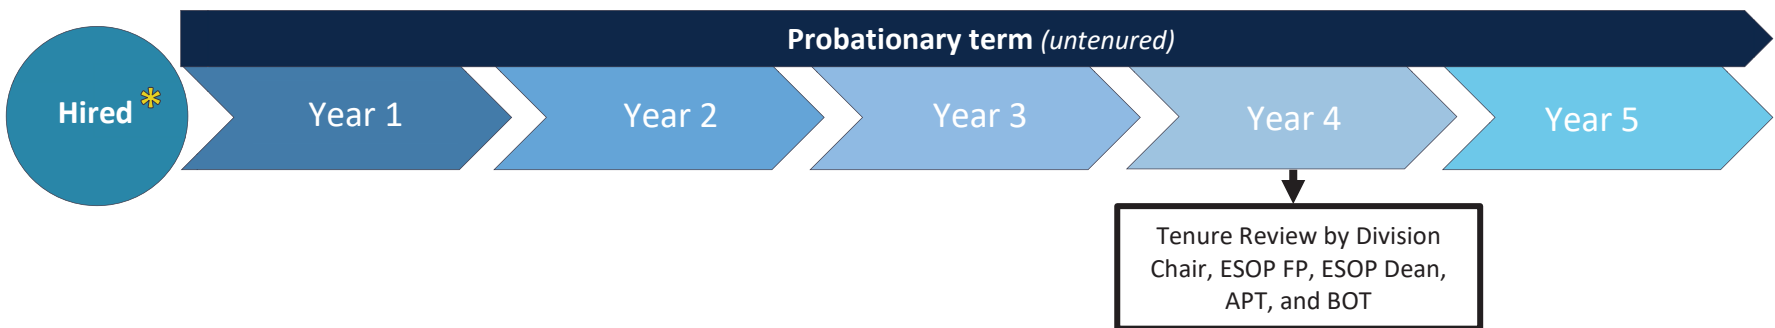 Probationary term (untenured)
Hired *
Year 1
Year 2
Year 3
Year 4
Year 5
Tenure Review by Division
Chair, ESOP FP, ESOP Dean,
APT, and BOT